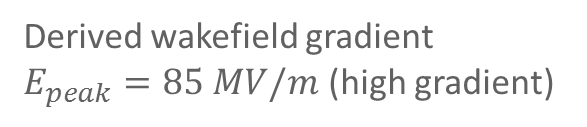 Derived wakefield gradient
E_peak = 85 MV/m (high gradient)